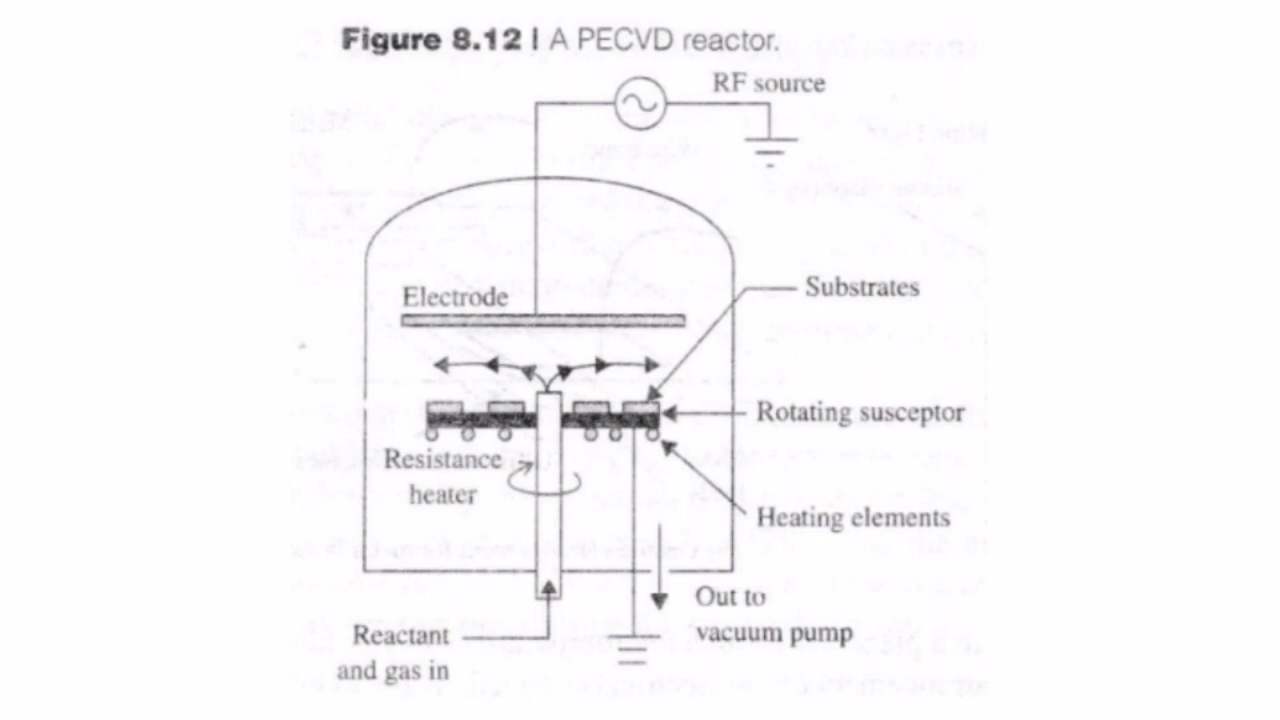 Figure 8.12 | A PECVD reactor.
RF source
Electrode
Substrates
Rotating susceptor
Resistance
heater
Heating elements
Out to
vacuum pump
Reactant
and gas in